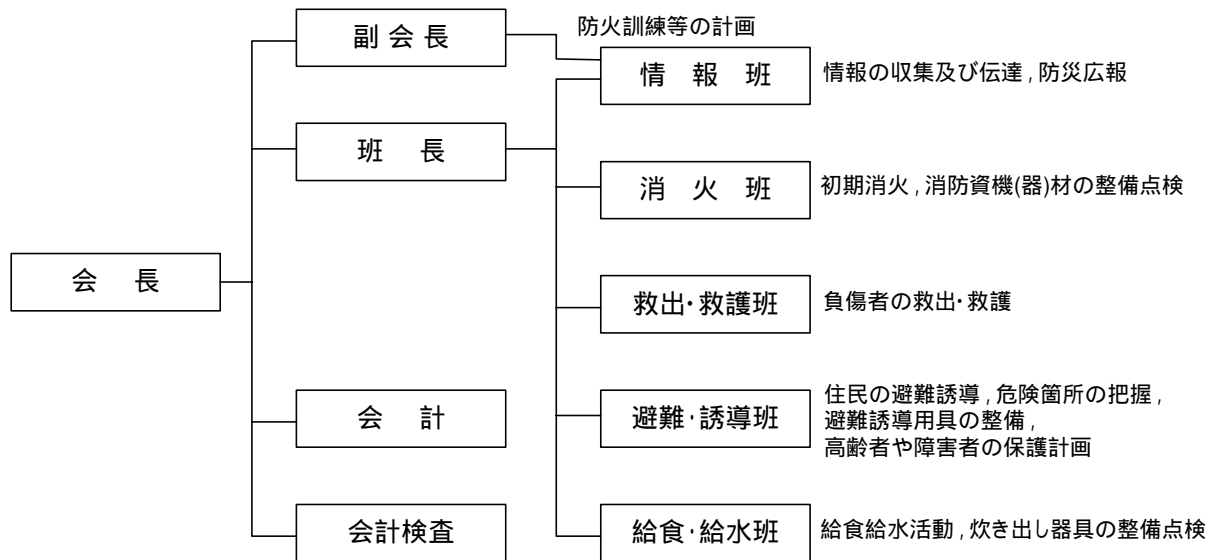 副会長
防火訓練等の計画
情報班
情報の収集及び伝達,防災広報
班長
消火班
初期消火,消防資機(器)材の整備点検
会長
救出・救護班
負傷者の救出・救護
会計
避難・誘導班
住民の避難誘導,危険箇所の把握,
避難誘導用具の整備,
高齢者や障害者の保護計画
会計検査
給食・給水班
給食給水活動,炊き出し器具の整備点検